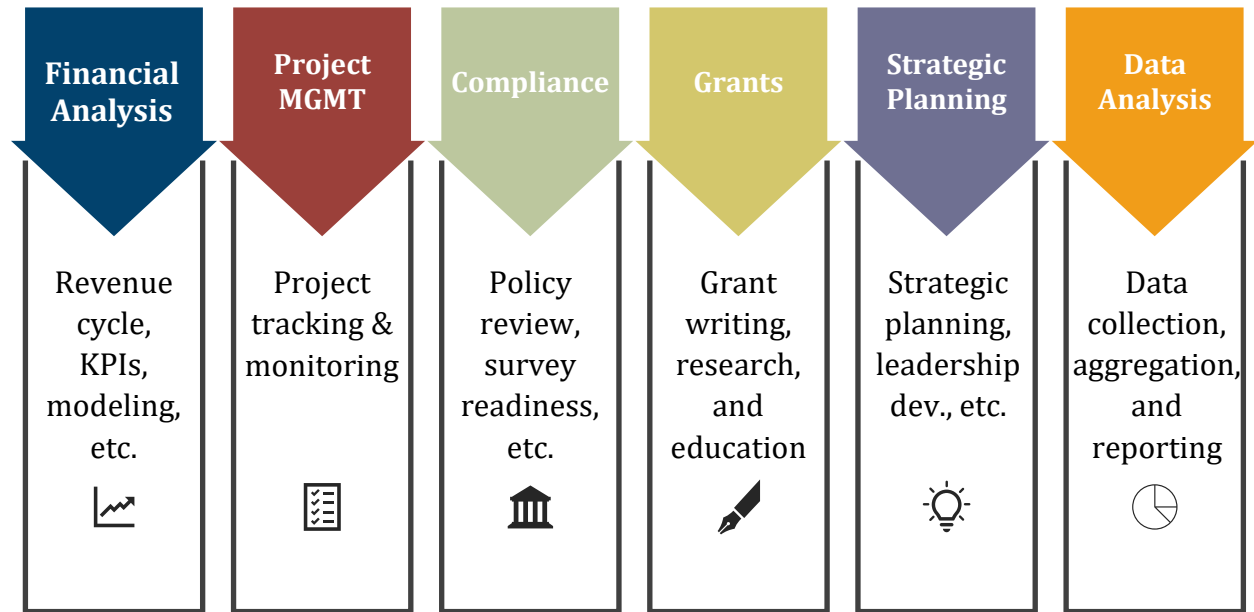 Financial
Analysis
Project
MGMT
Compliance
Grants
Strategic
Planning
Data
Analysis
Revenue
cycle,
KPIs,
modeling,
etc.
Project
tracking &
monitoring
Policy
review,
survey
readiness,
etc.
Grant
writing,
research,
and
education
Strategic
planning,
leadership
dev., etc.
Data
collection,
aggregation,
and
reporting